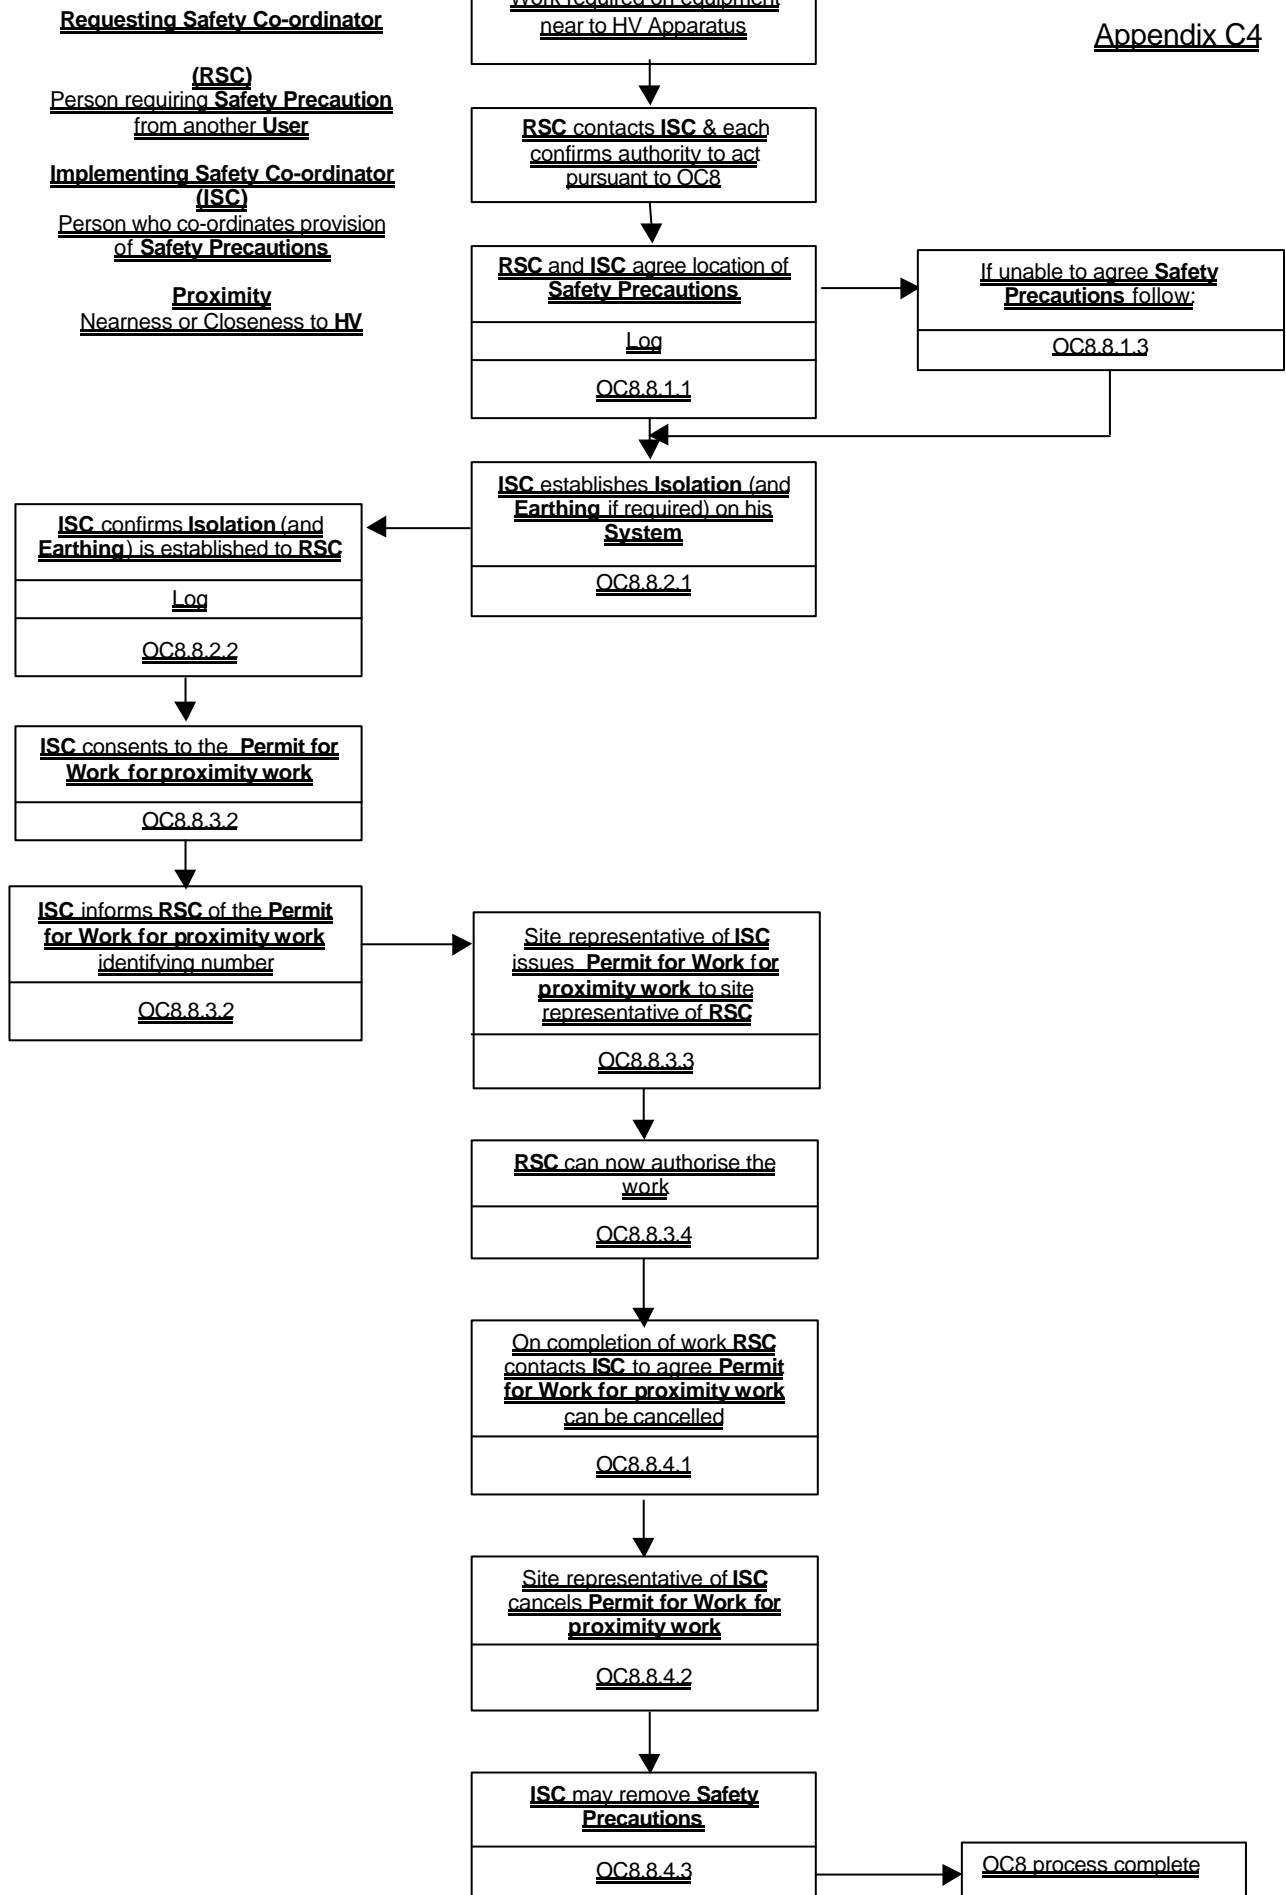 Requesting Safety Co-ordinator
(RSC)
Person requiring Safety Precaution
from another User
Implementing Safety Co-ordinator
(ISC)
Person who co-ordinates provision
of Safety Precautions
Proximity
Nearness or Closeness to HV
Work required on equipment
near to HV Apparatus
Appendix C4
RSC contacts ISC & each
confirms authority to act
pursuant to OC8
RSC and ISC agree location of
Safety Precautions
Log
OC8.8.1.1
If unable to agree Safety
Precautions follow:
OC8.8.1.3
ISC establishes Isolation (and
Earthing if required) on his
System
OC8.8.2.1
ISC confirms Isolation (and
Earthing) is established to RSC
Log
OC8.8.2.2
ISC consents to the Permit for
Work for proximity work
OC8.8.3.2
ISC informs RSC of the Permit
for Work for proximity work
identifying number
OC8.8.3.2
Site representative of ISC
issues Permit for Work for
proximity work to site
representative of RSC
OC8.8.3.3
RSC can now authorise the
work
OC8.8.3.4
On completion of work RSC
contacts ISC to agree Permit
for Work for proximity work
can be cancelled
OC8.8.4.1
Site representative of ISC
cancels Permit for Work for
proximity work
OC8.8.4.2
ISC may remove Safety
Precautions
OC8.8.4.3
OC8 process complete